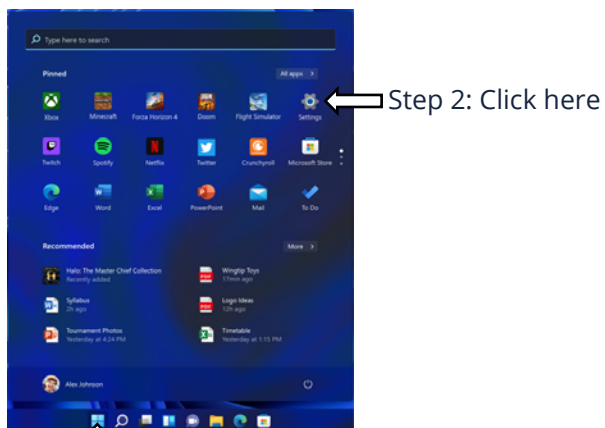 Type here to search
Pinned
All apps >
Xbox Minecraft Forza Horizon 4 Doom Flight Simulator Settings
Step 2: Click here
Twitch Spotify Netflix Twitter Crunchyroll Microsoft Store
Edge Word Excel PowerPoint Mail To Do
Recommended
More >
Halo: The Master Chief Collection
Recently added
Wingtip Toys
17min ago
Syllabus
2h ago
Logo Ideas
12h ago
Tournament Photos
Yesterday at 4:24 PM
Timetable
Yesterday at 1:15 PM
Alex Johnson